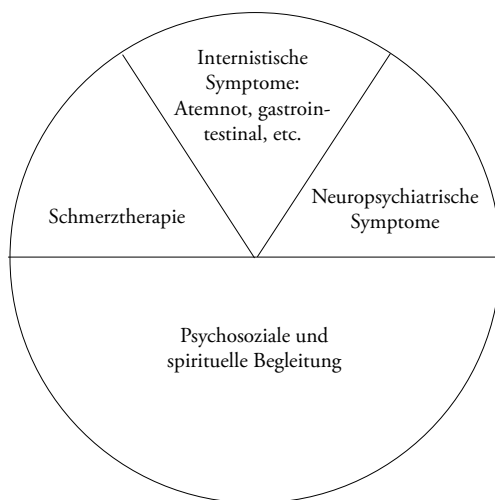 Internistische
Symptome:
Atemnot, gastroin-
testinal, etc.
Schmerztherapie
Neuropsychiatrische
Symptome
Psychosoziale und
spirituelle Begleitung